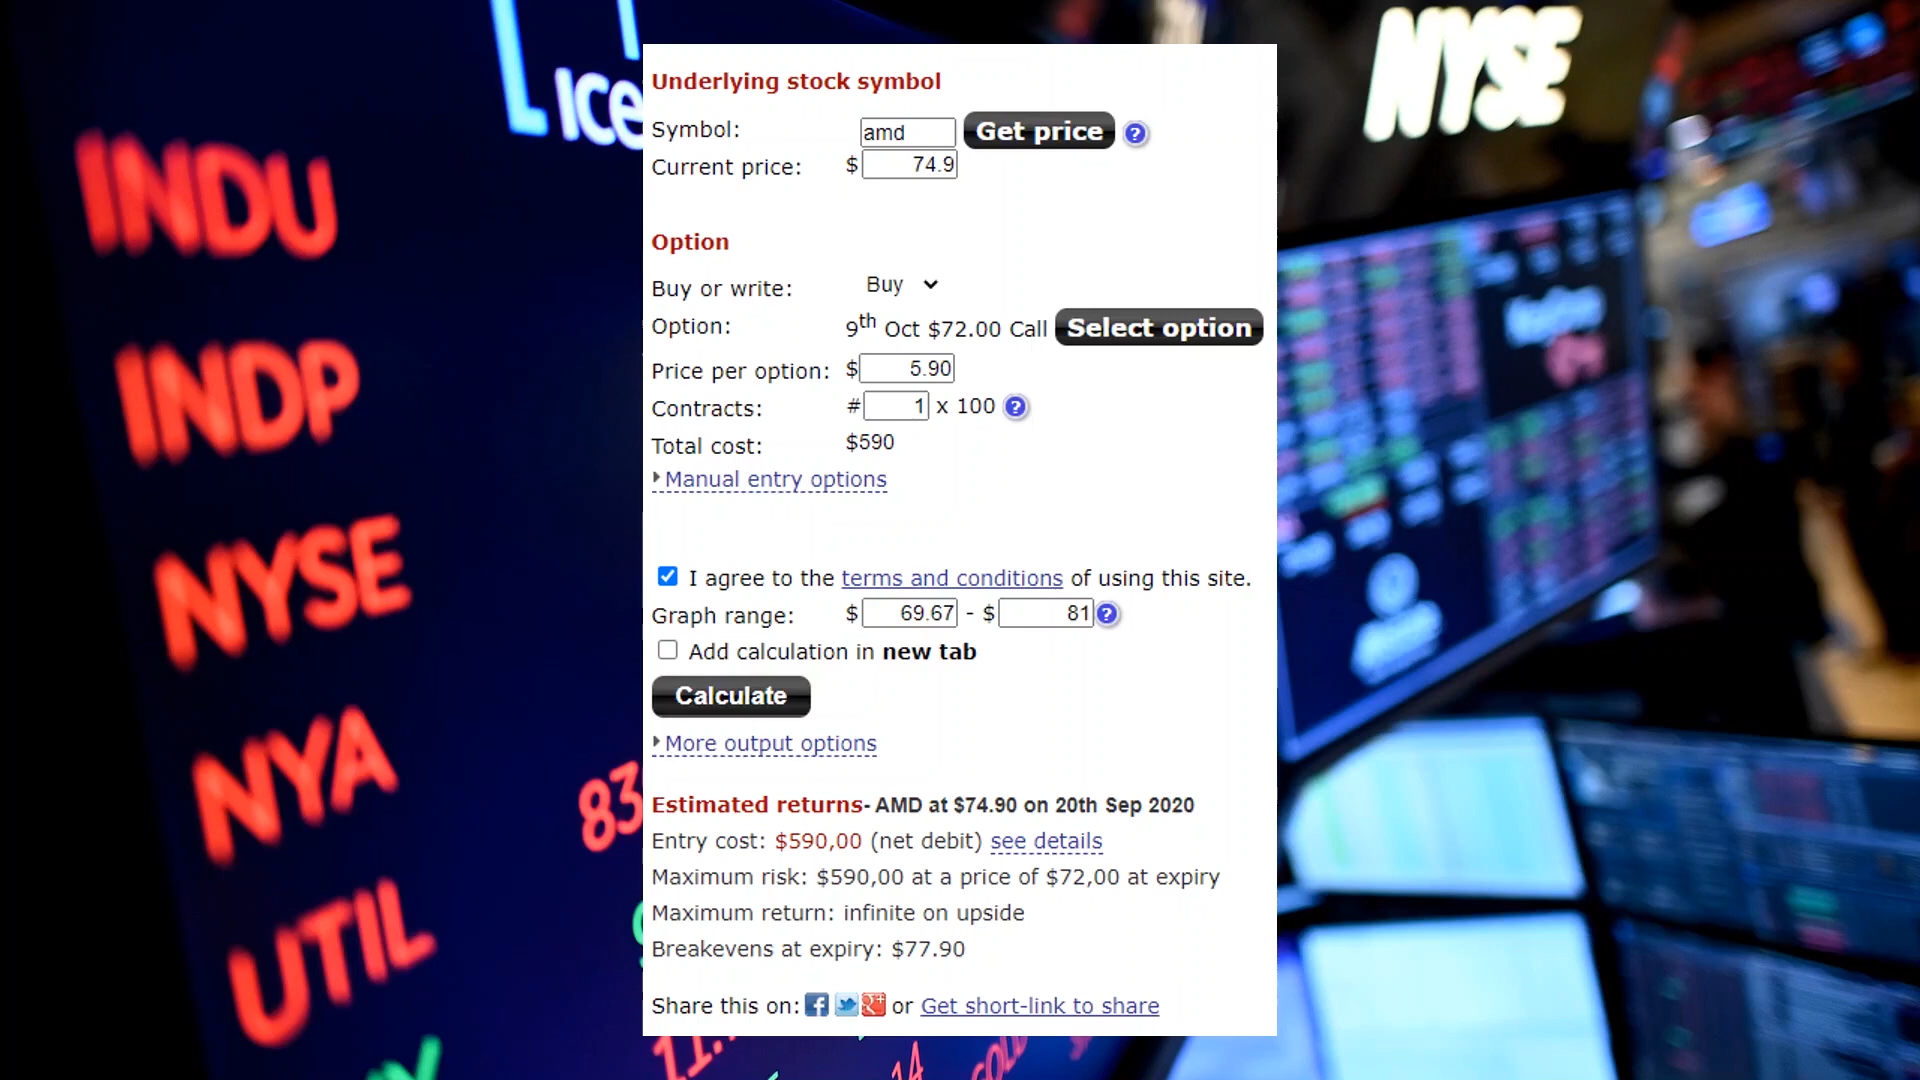 ICE
NYSE
INDU
INDP
NYSE
NYA
83
UTIL
Underlying stock symbol
Symbol: amd Get price ?
Current price: $ 74.9
Option
Buy or write: Buy
Option: 9th Oct $72.00 Call Select option
Price per option: $ 5.90
Contracts: # 1 x 100 ?
Total cost: $590
Manual entry options
I agree to the terms and conditions of using this site.
Graph range: $ 69.67 - $ 81 ?
Add calculation in new tab
Calculate
More output options
Estimated returns- AMD at $74.90 on 20th Sep 2020
Entry cost: $590,00 (net debit) see details
Maximum risk: $590,00 at a price of $72,00 at expiry
Maximum return: infinite on upside
Breakevens at expiry: $77.90
Share this on: or Get short-link to share
11.
14